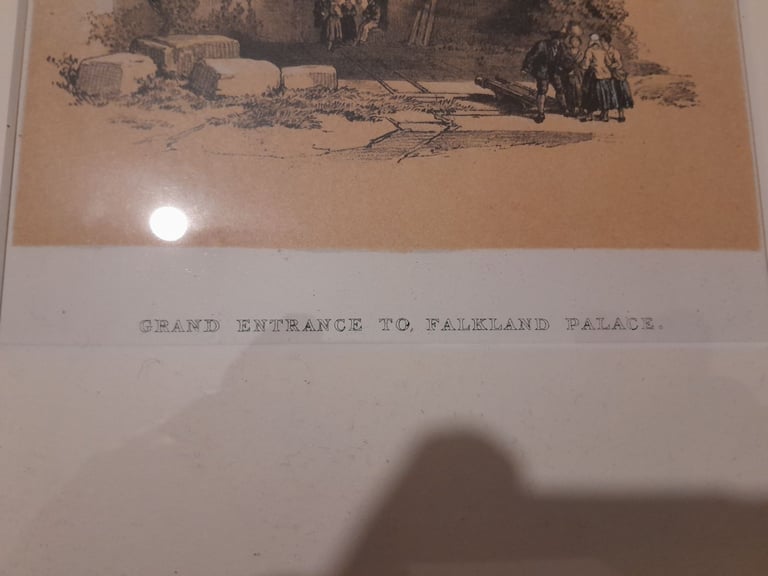 GRAND ENTRANCE TO, FALKLAND PALACE.